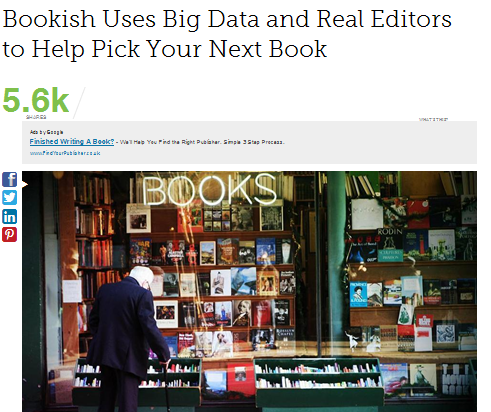 Bookish Uses Big Data and Real Editors
to Help Pick Your Next Book
5.6k
SHARES
WHAT'S THIS?
Ads by Google
Finished Writing A Book? - We'll Help You Find the Right Publisher. Simple 3 Step Process.
www.FindYourPublisher.co.uk
BOOKS
RODIN